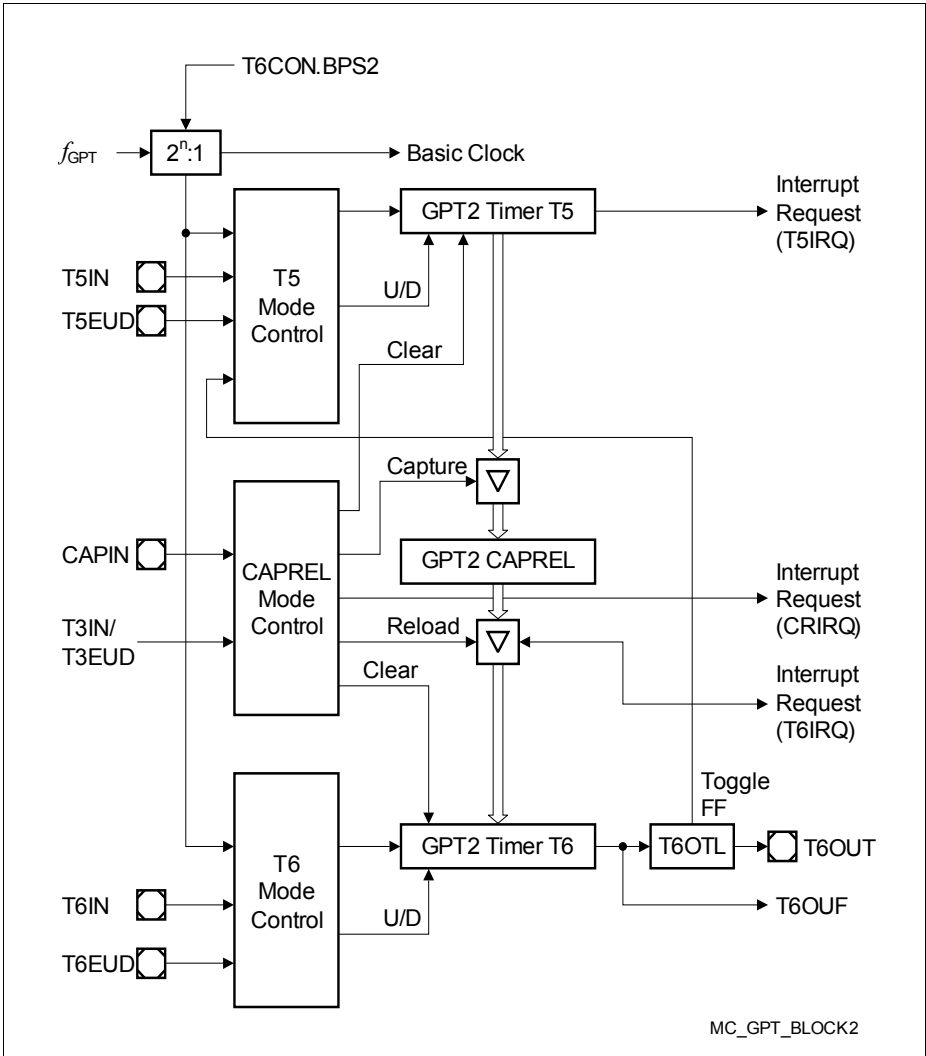 T6CON.BPS2
fGPT
2ⁿ:1
Basic Clock
GPT2 Timer T5
Interrupt
Request
(T5IRQ)
T5IN
T5EUD
T5
Mode
Control
U/D
Clear
Capture
CAPIN
T3IN/
T3EUD
CAPREL
Mode
Control
GPT2 CAPREL
Interrupt
Request
(CRIRQ)
Reload
Clear
Interrupt
Request
(T6IRQ)
Toggle
FF
T6IN
T6EUD
T6
Mode
Control
U/D
GPT2 Timer T6
T6OTL
T6OUT
T6OUF
MC_GPT_BLOCK2